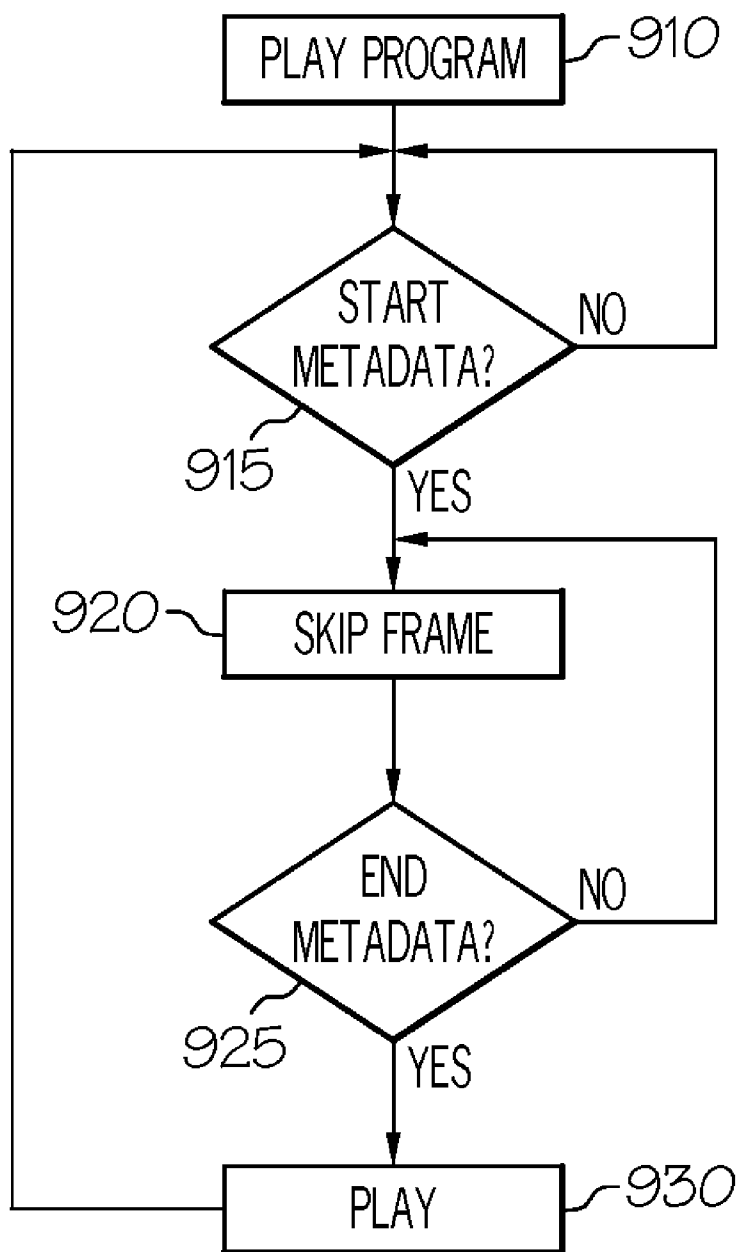 PLAY PROGRAM
910
START
METADATA?
NO
915
YES
920
SKIP FRAME
END
METADATA?
NO
925
YES
PLAY
930